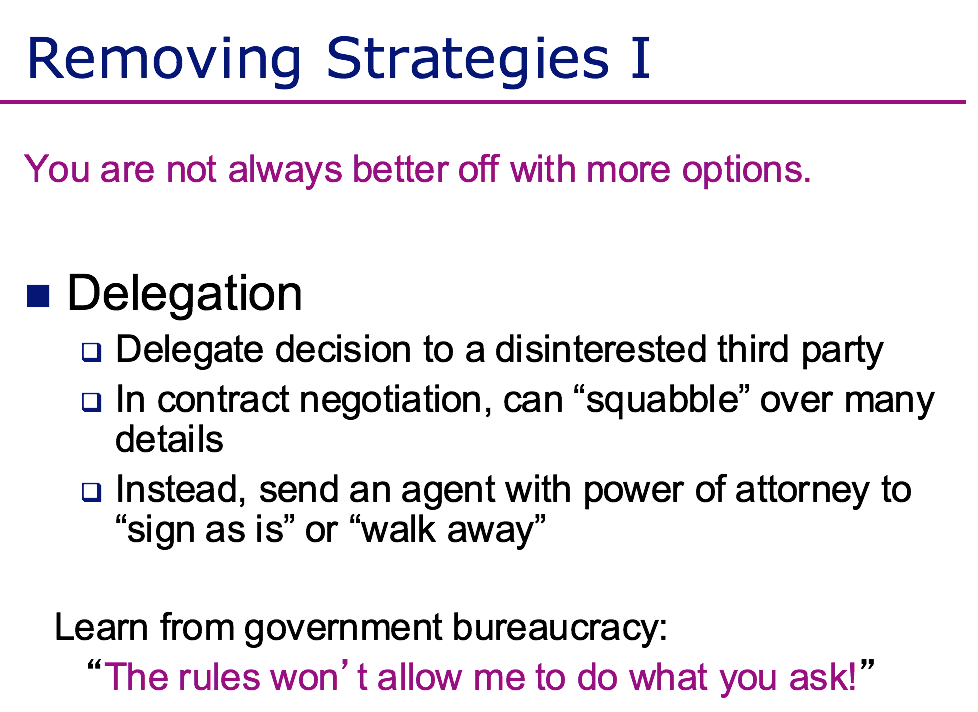 Removing Strategies I
You are not always better off with more options.
Delegation
Delegate decision to a disinterested third party
In contract negotiation, can “squabble” over many
details
Instead, send an agent with power of attorney to
“sign as is” or “walk away”
Learn from government bureaucracy:
“The rules won’t allow me to do what you ask!”